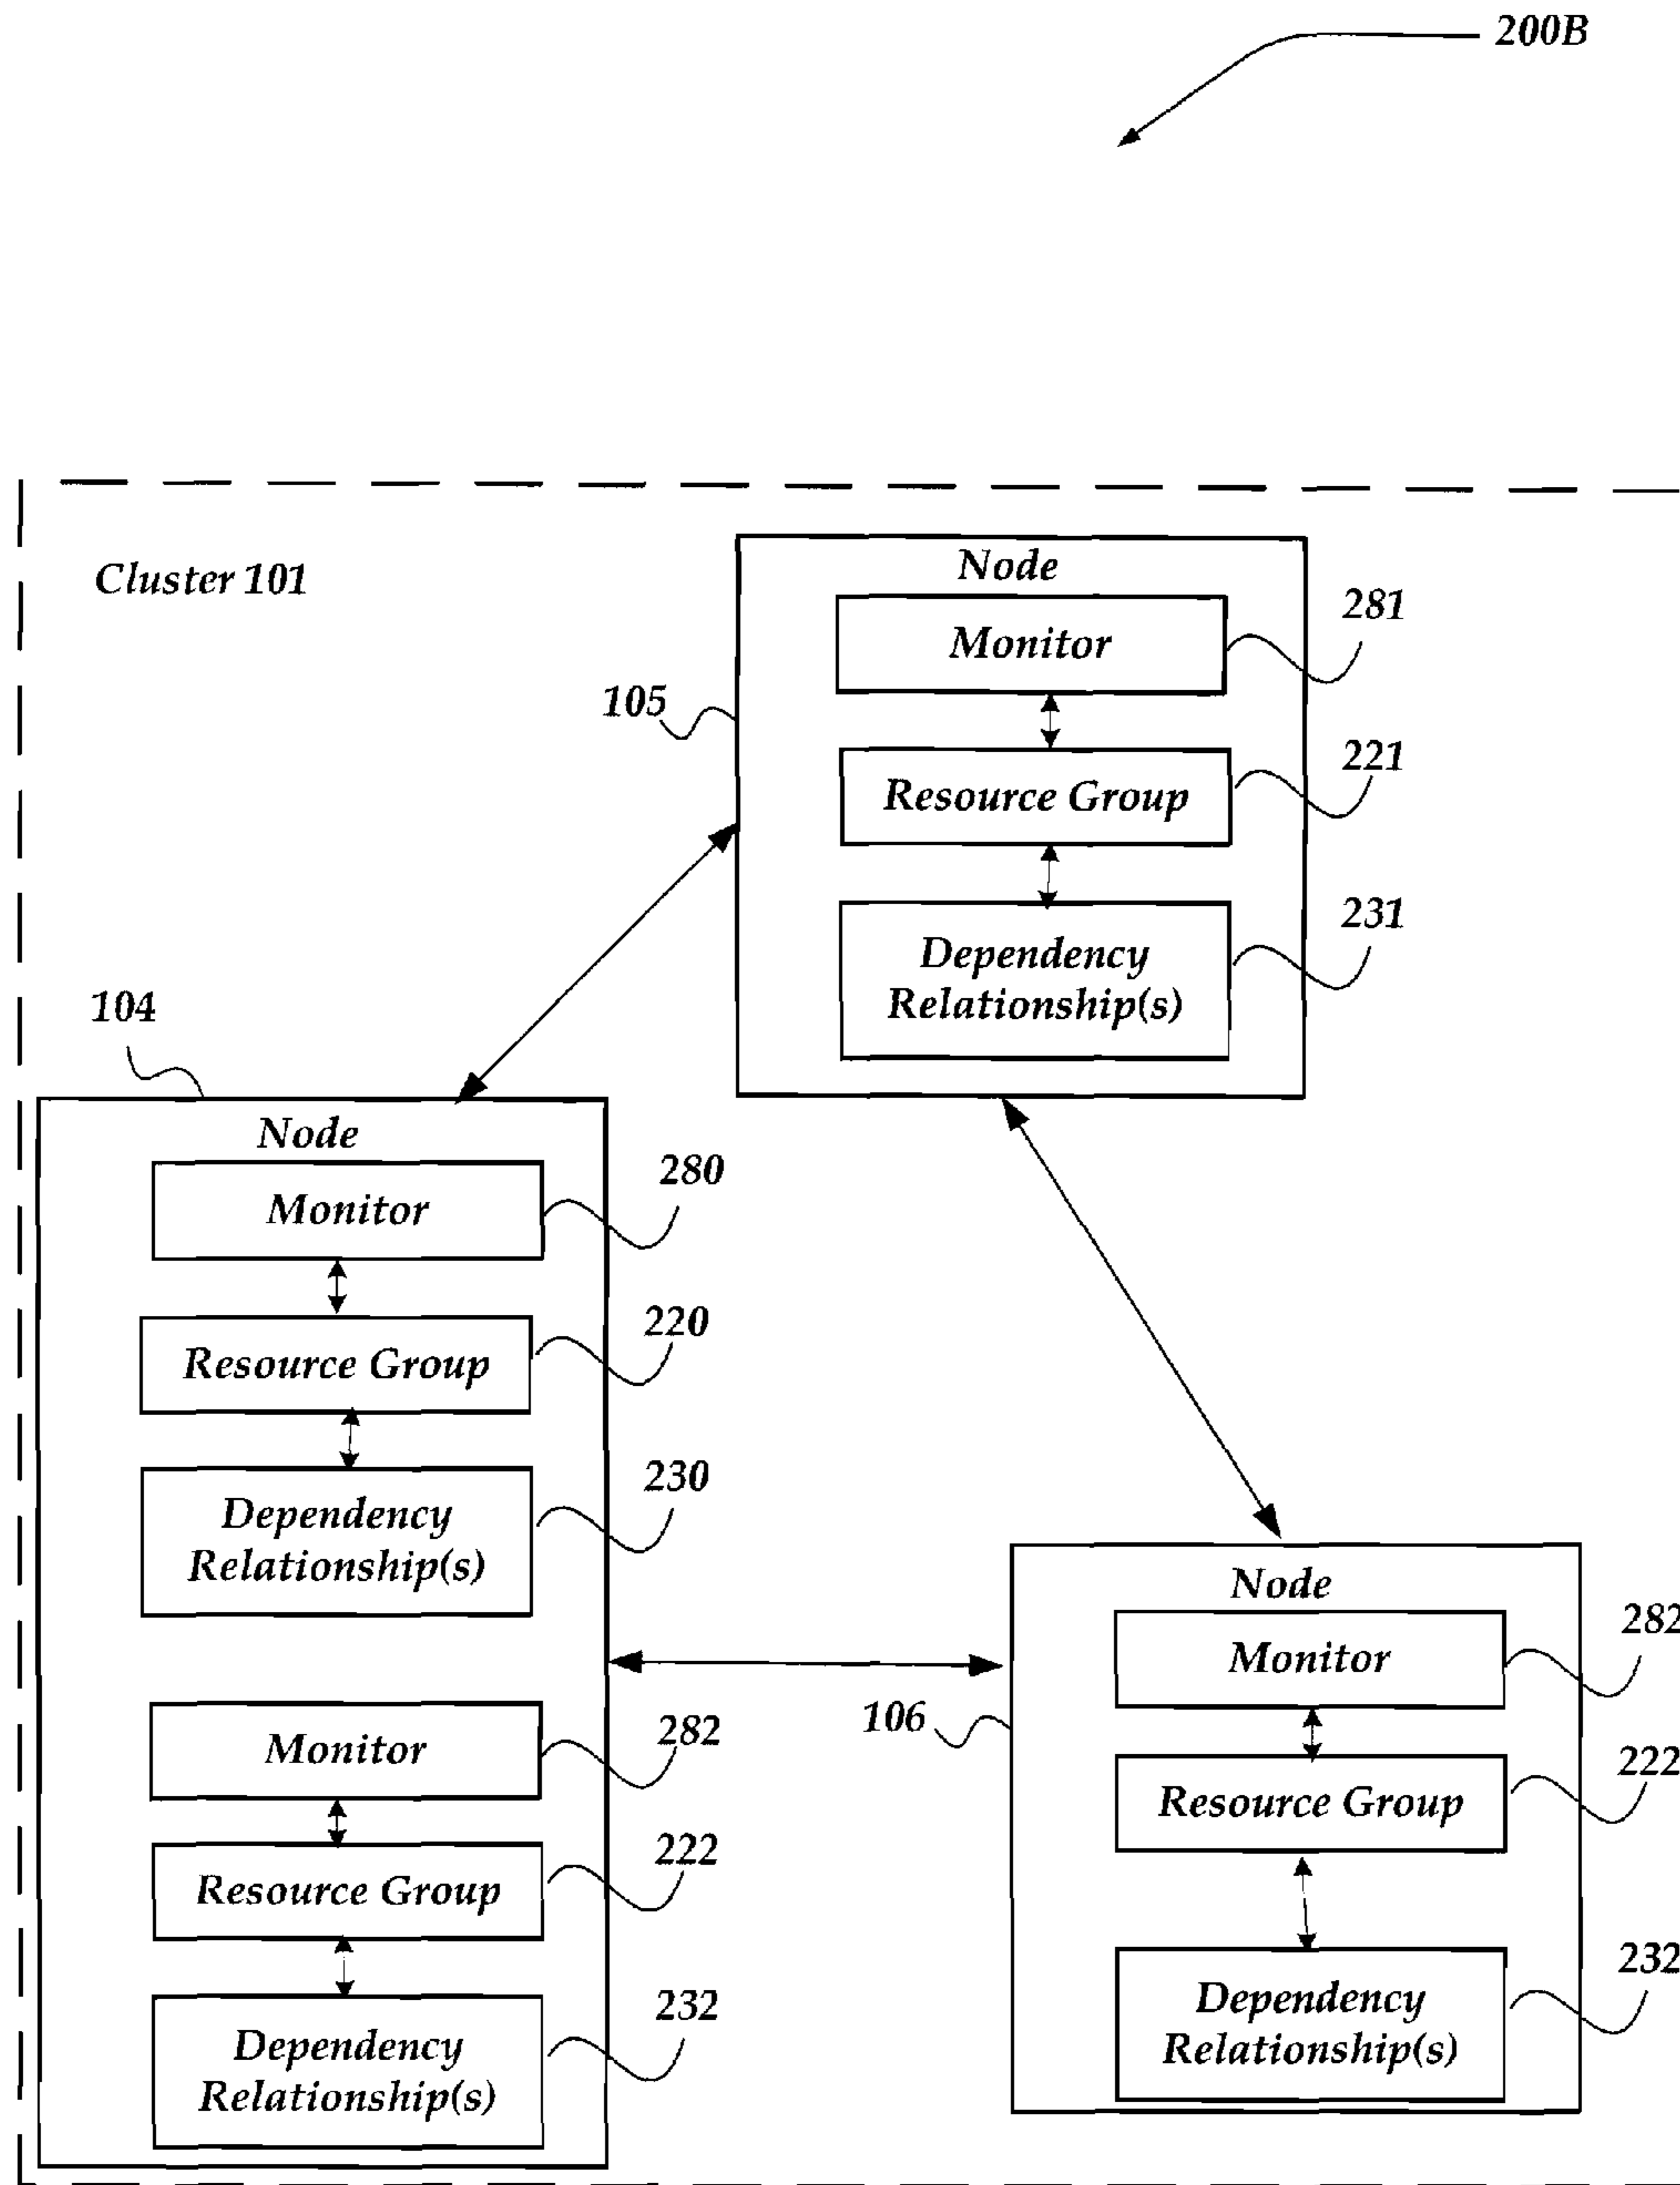 200B
Cluster 101
Node
Monitor
281
105
Resource Group
221
Dependency
Relationship(s)
231
104
Node
Monitor
280
Resource Group
220
Dependency
Relationship(s)
230
Monitor
282
Resource Group
222
Dependency
Relationship(s)
232
106
Node
Monitor
282
Resource Group
222
Dependency
Relationship(s)
232